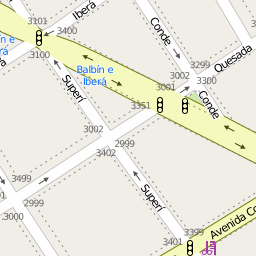 3101
Iberá
3400
Conde
n e
á
Balbín e
Iberá
3100
Superí
3002
3001
3300
Quesada
3299
3351
Conde
3002
2999
3402
3499
2999
3000
Superí
Avenida Co
3399
3401